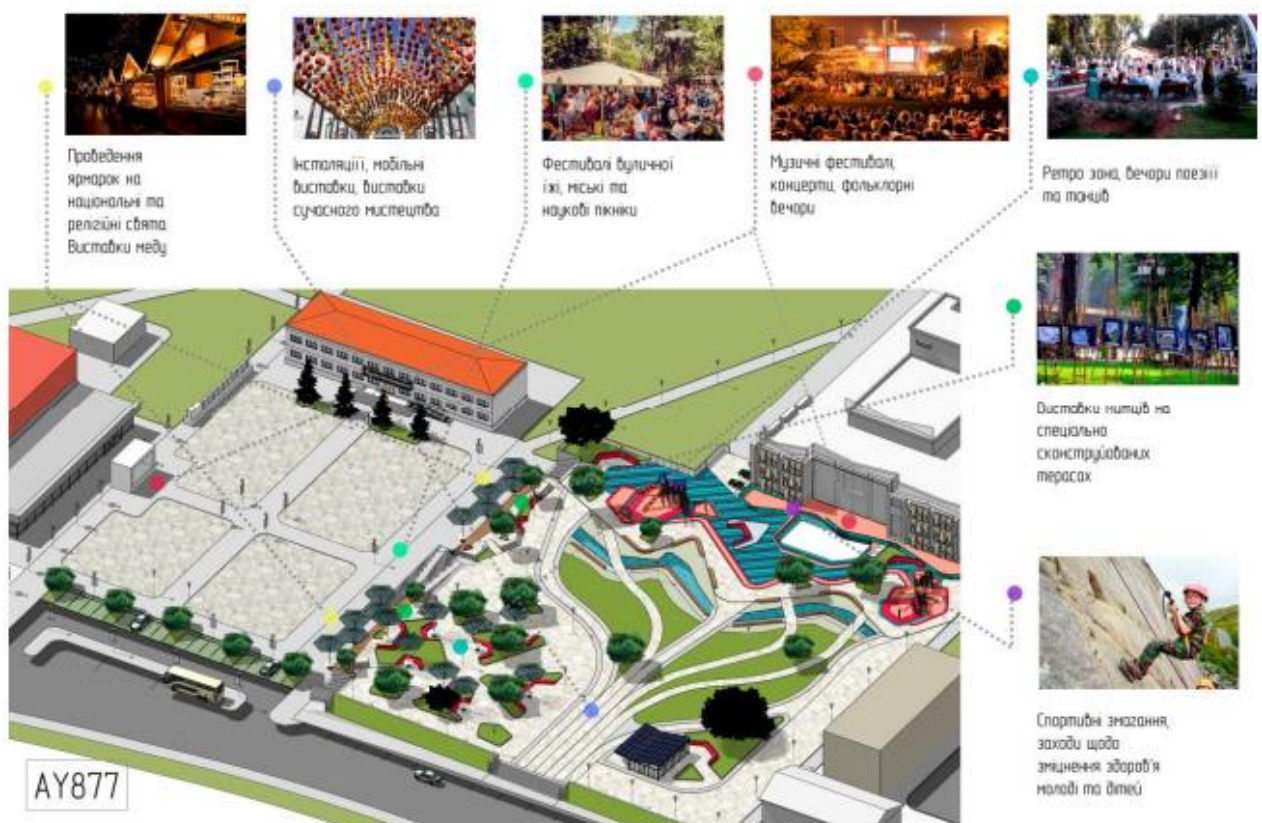 Проведення
ярмарок на
національні та
релігійні свята.
Виставки меду
Інсталяціїї, мобільні
виставки, виставки
сучасного мистецтва
Фестивалі вуличної
їжі, міські та
наукові пікніки
Музичні фестивалі,
концерти, фольклорні
вечори
Ретро зона, вечори поезіїї
та танців
Виставки митців на
спеціально
сконструйованих
терасах
Спортивні змагання,
заходи щодо
зміцнення здоров'я
молоді та дітей
AY877